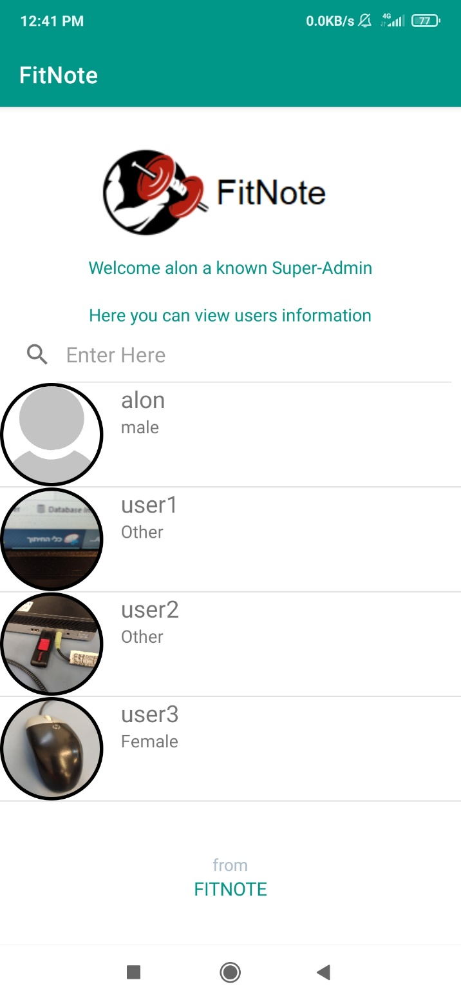 12:41 PM 0.0KB/s 4G 77
FitNote
FitNote
Welcome alon a known Super-Admin
Here you can view users information
Enter Here
alon
male
user1
Other
Database In
כלי החיתוך
user2
Other
user3
Female
hp
from
FITNOTE